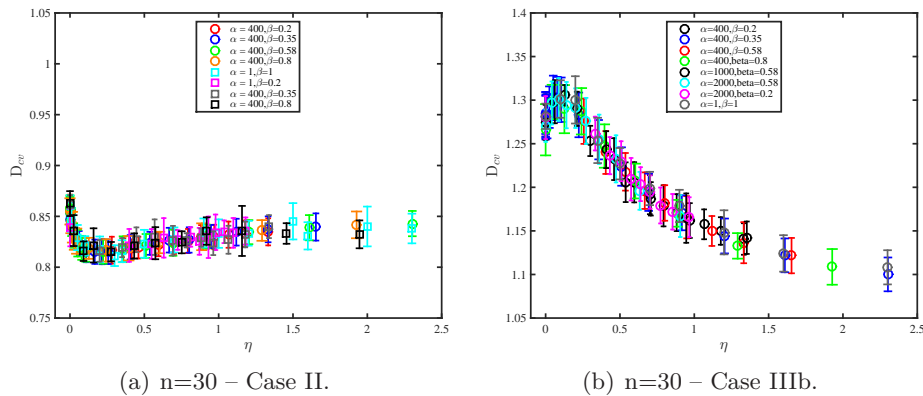 1.05
1
0.95
0.9
0.85
0.8
0.75
D_cv
0
0.5
1
1.5
2
2.5
η
α = 400,β=0.2
α = 400,β=0.35
α = 400,β=0.58
α = 400,β=0.8
α = 1,β=1
α = 1,β=0.2
α = 400,β=0.35
α = 400,β=0.8
(a) n=30 – Case II.
1.4
1.35
1.3
1.25
1.2
1.15
1.1
1.05
D_cv
0
0.5
1
1.5
2
2.5
η
α=400,β=0.2
α=400,β=0.35
α=400,β=0.58
α=400,beta=0.8
α=1000,beta=0.58
α=2000,beta=0.58
α=2000,beta=0.2
α=1,β=1
(b) n=30 – Case IIIb.